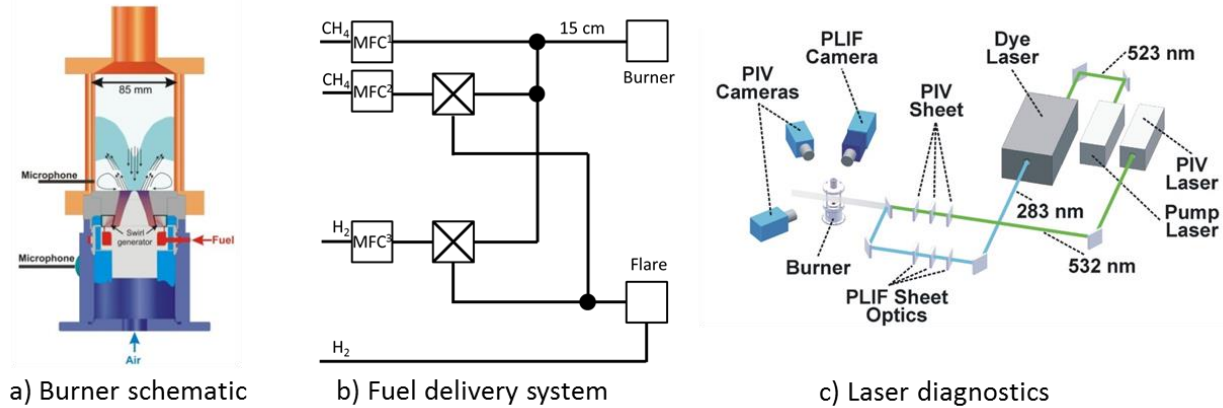 85 mm
Microphone
Swirl
generator
Fuel
Microphone
Air
a) Burner schematic
CH₄
MFC¹
15 cm
Burner
CH₄
MFC²
H₂
MFC³
Flare
H₂
b) Fuel delivery system
PIV
Cameras
PLIF
Camera
Dye
Laser
523 nm
PIV
Sheet
PIV
Laser
Pump
Laser
283 nm
532 nm
Burner
PLIF Sheet
Optics
c) Laser diagnostics